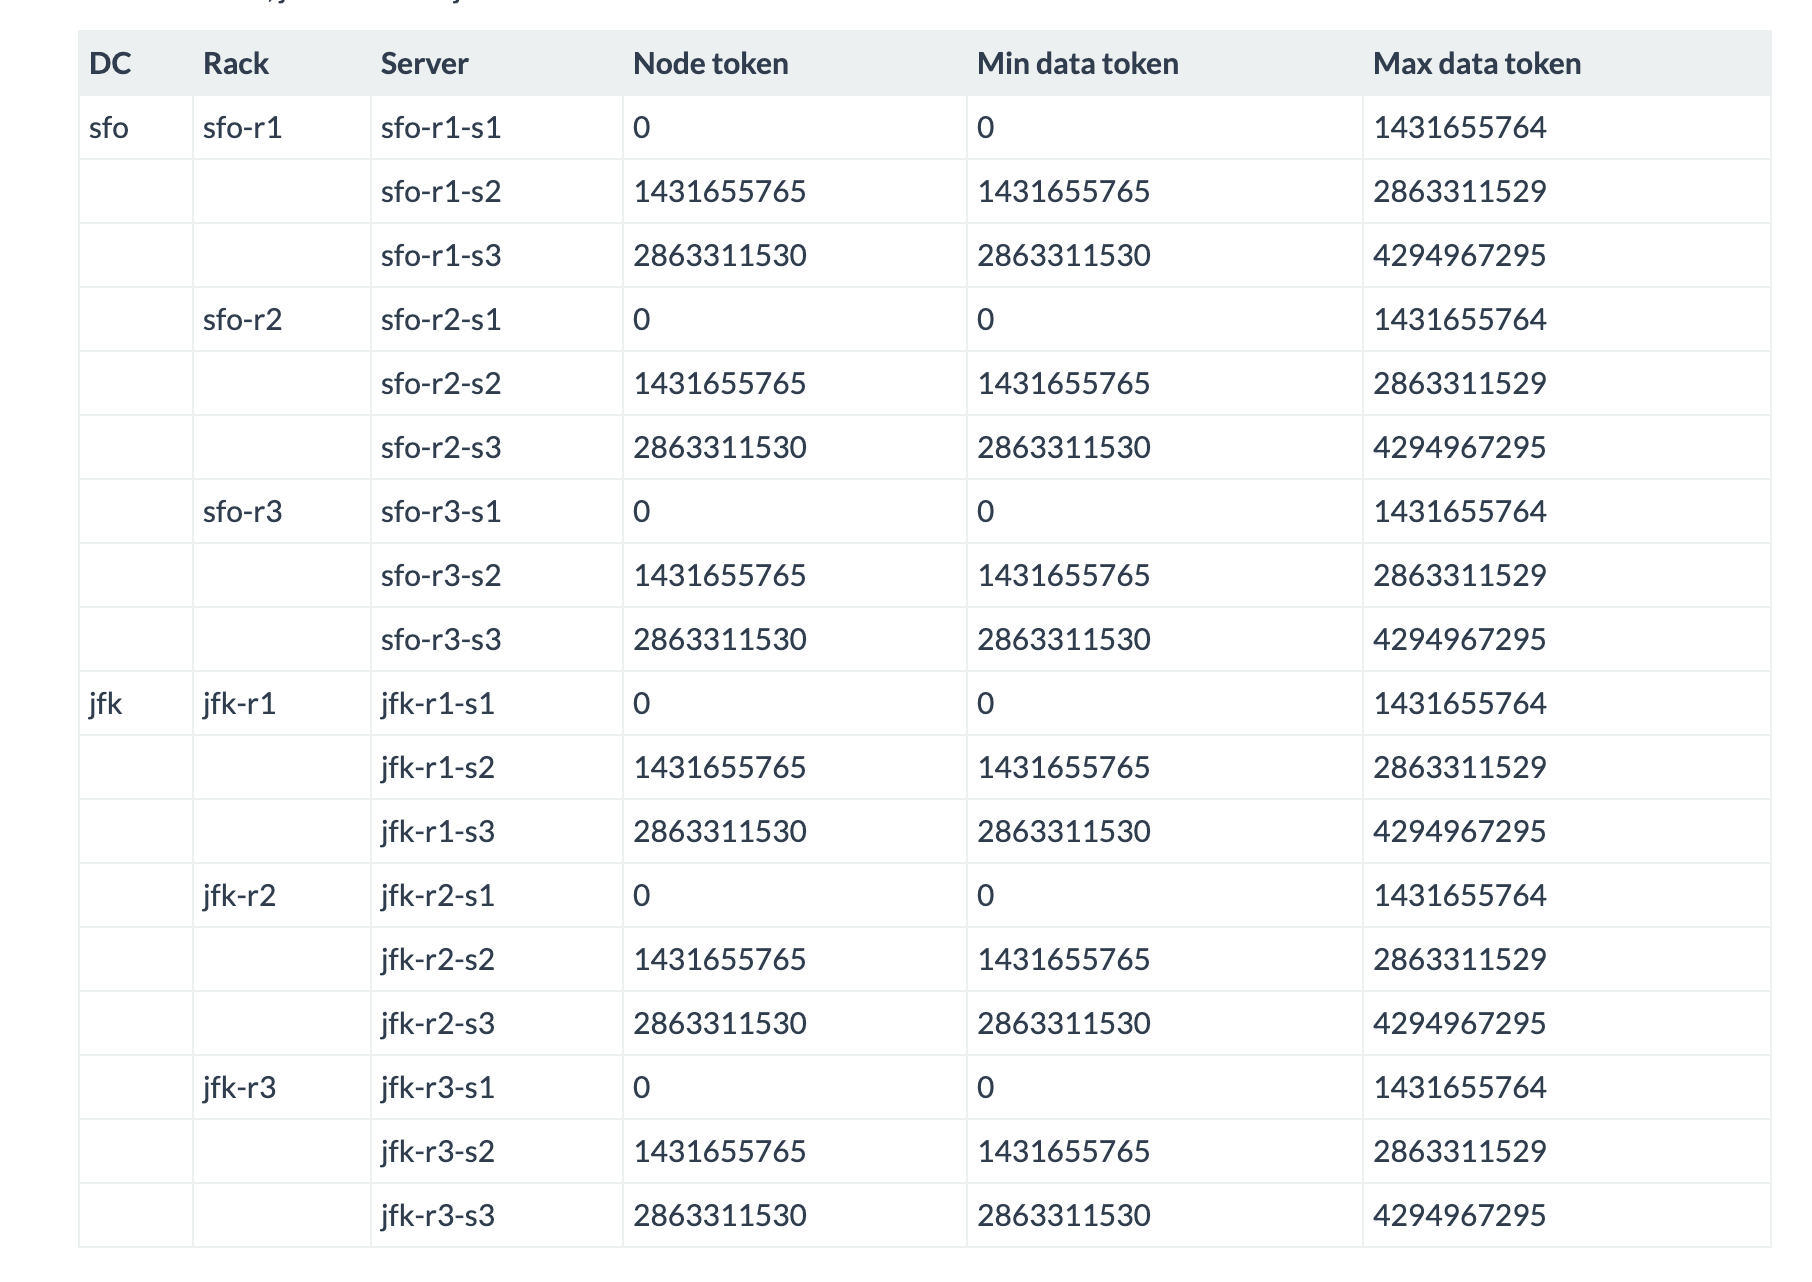 DC Rack Server Node token Min data token Max data token
sfo sfo-r1 sfo-r1-s1 0 0 1431655764
sfo-r1-s2 1431655765 1431655765 2863311529
sfo-r1-s3 2863311530 2863311530 4294967295
sfo-r2 sfo-r2-s1 0 0 1431655764
sfo-r2-s2 1431655765 1431655765 2863311529
sfo-r2-s3 2863311530 2863311530 4294967295
sfo-r3 sfo-r3-s1 0 0 1431655764
sfo-r3-s2 1431655765 1431655765 2863311529
sfo-r3-s3 2863311530 2863311530 4294967295
jfk jfk-r1 jfk-r1-s1 0 0 1431655764
jfk-r1-s2 1431655765 1431655765 2863311529
jfk-r1-s3 2863311530 2863311530 4294967295
jfk-r2 jfk-r2-s1 0 0 1431655764
jfk-r2-s2 1431655765 1431655765 2863311529
jfk-r2-s3 2863311530 2863311530 4294967295
jfk-r3 jfk-r3-s1 0 0 1431655764
jfk-r3-s2 1431655765 1431655765 2863311529
jfk-r3-s3 2863311530 2863311530 4294967295